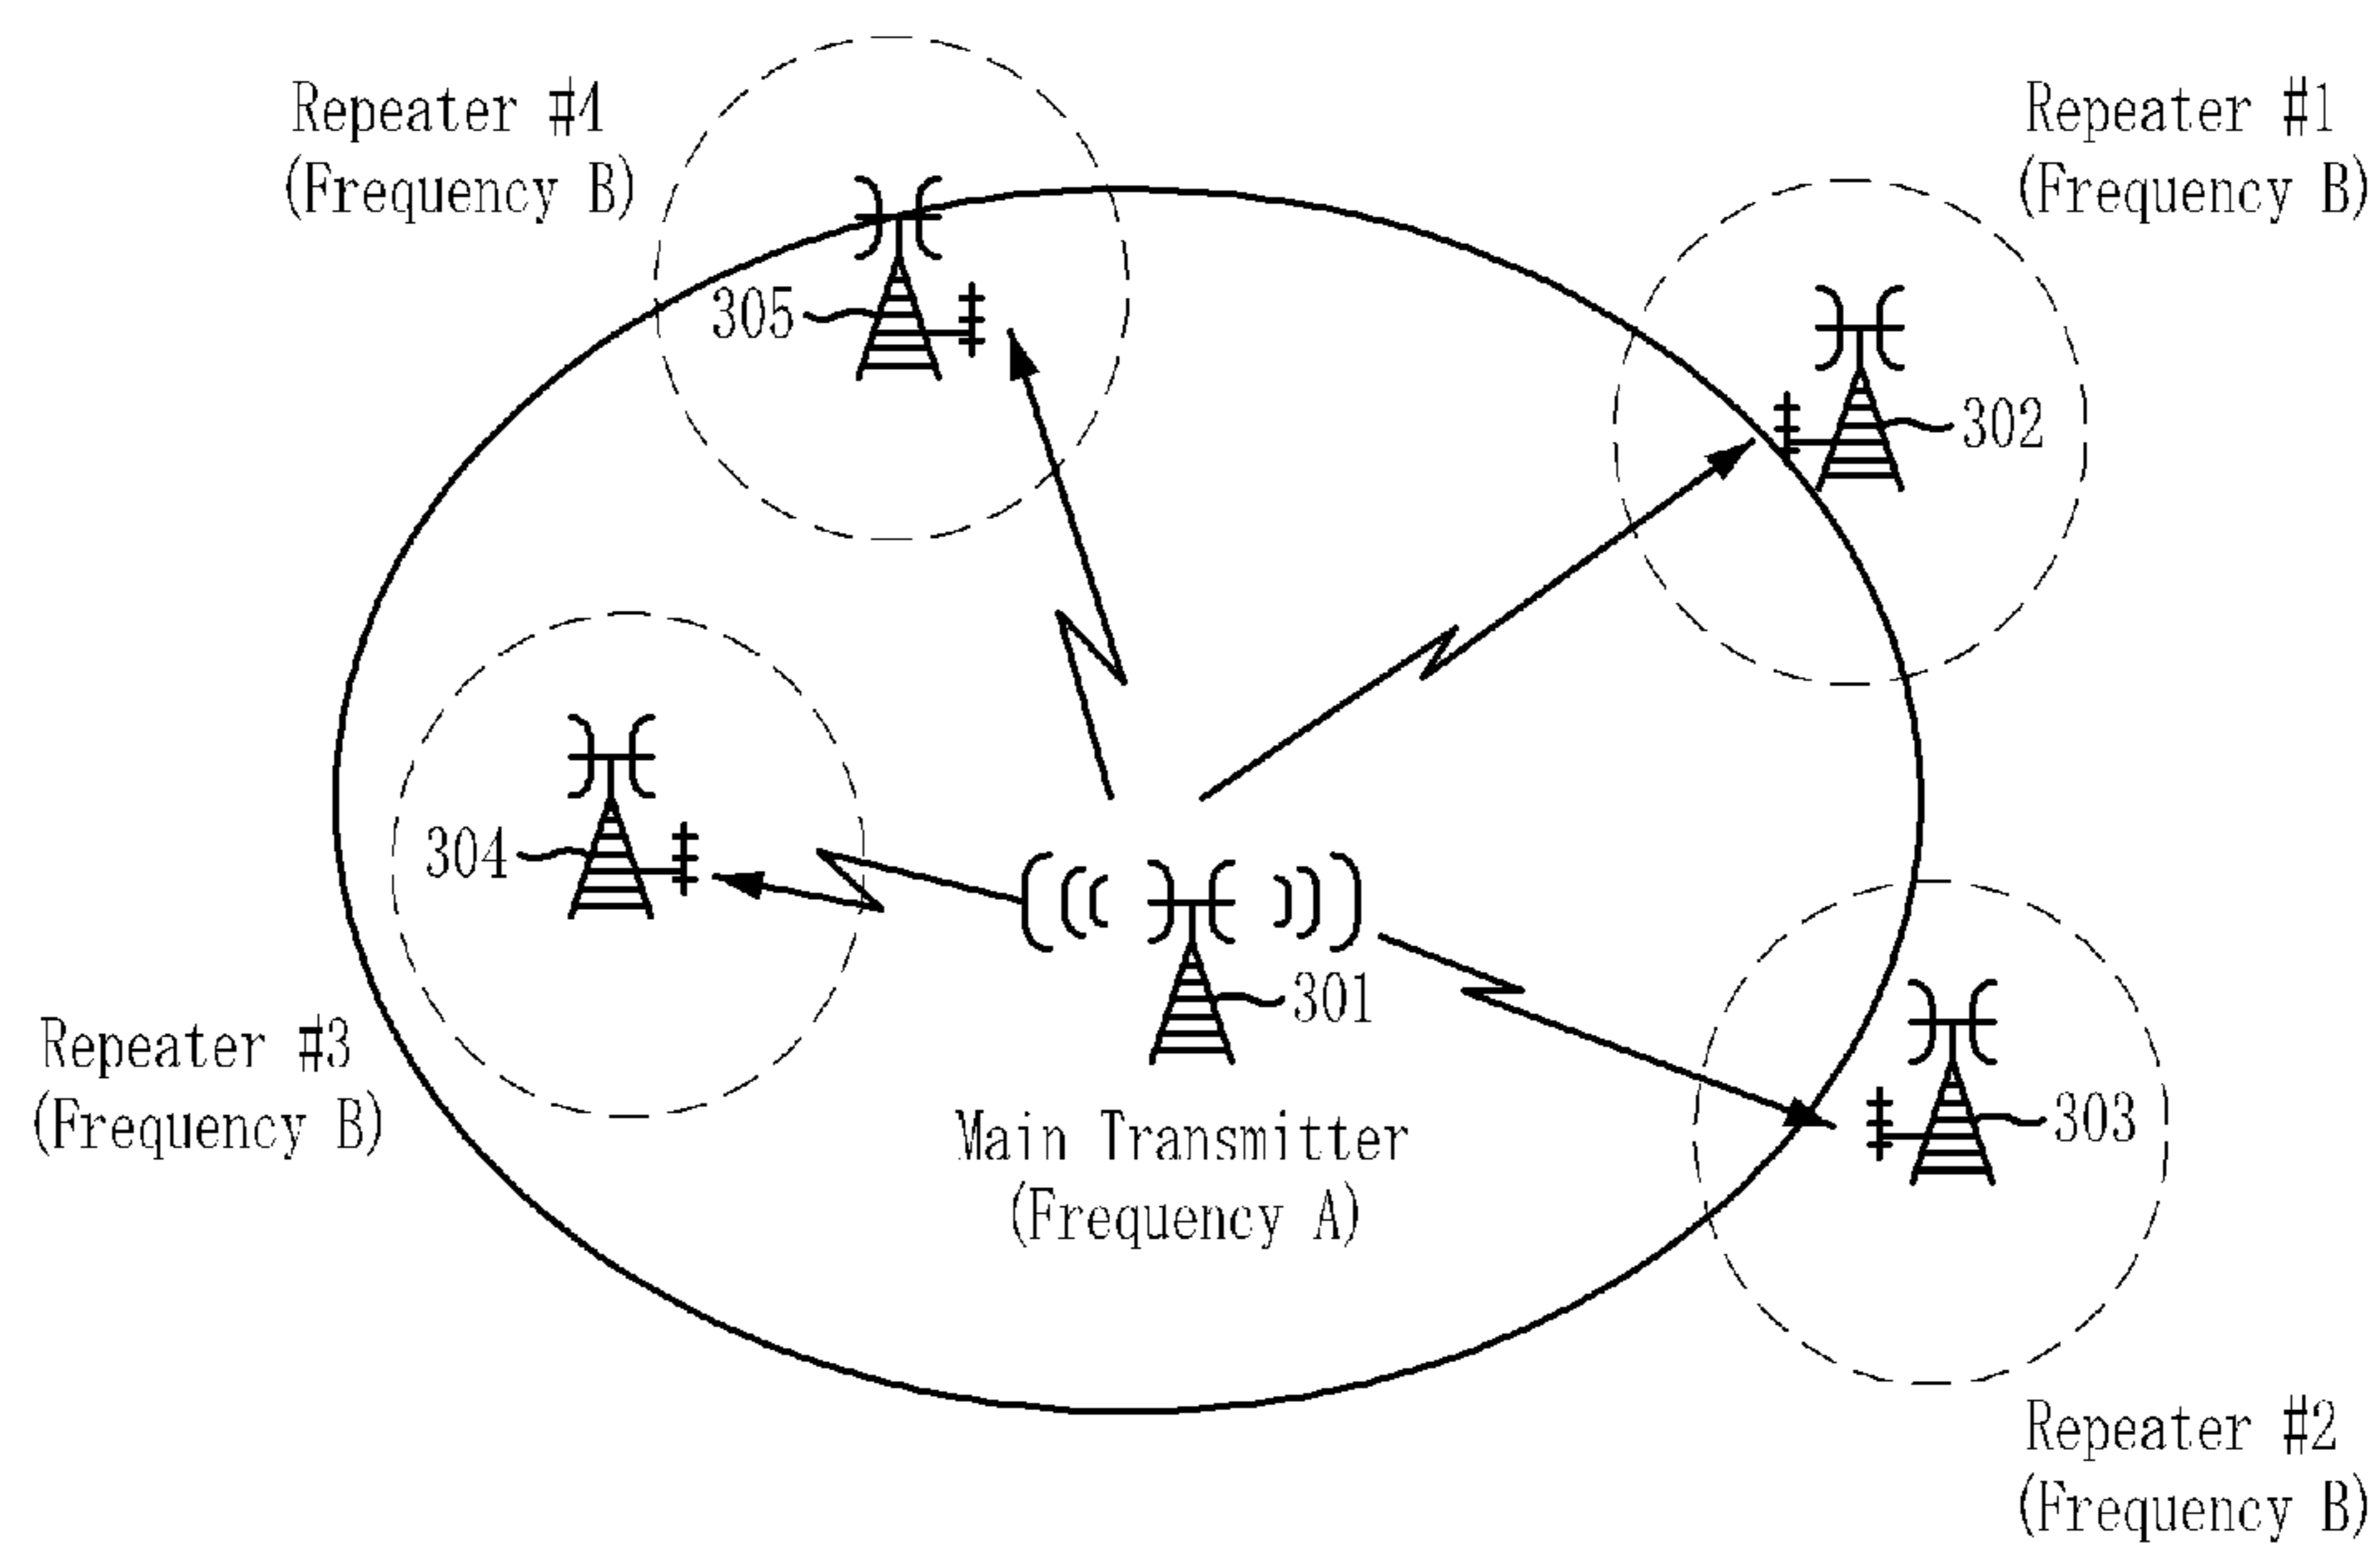 Repeater #4
(Frequency B)
Repeater #1
(Frequency B)
305
302
304
301
Repeater #3
(Frequency B)
Main Transmitter
(Frequency A)
303
Repeater #2
(Frequency B)